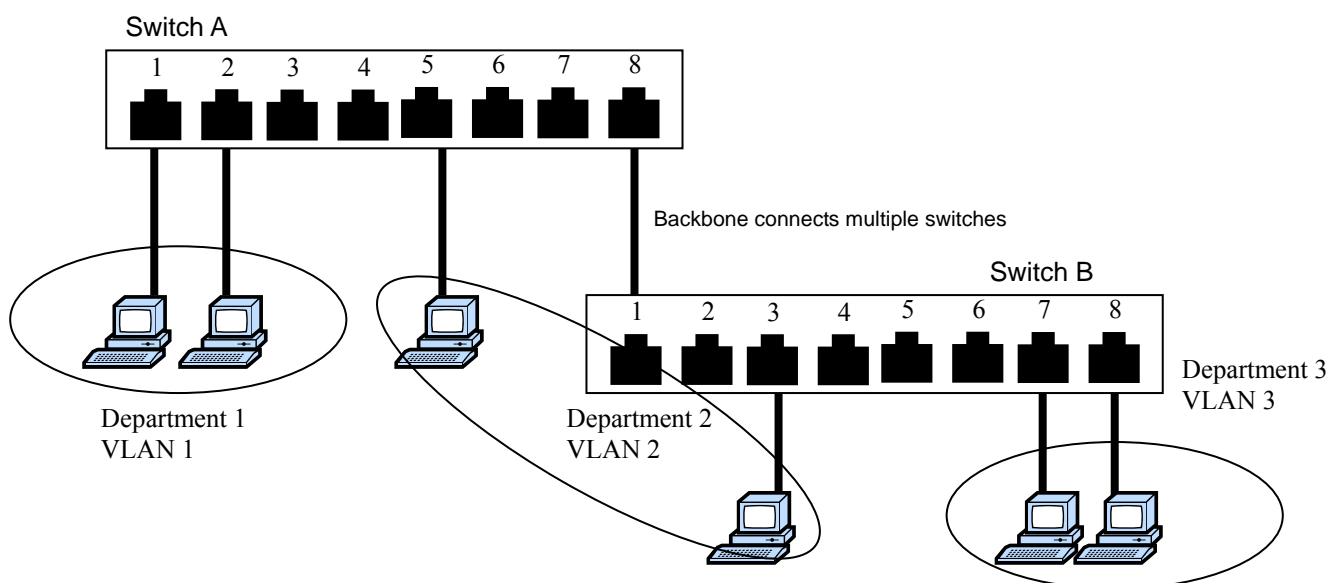 Switch A
1 2 3 4 5 6 7 8
Backbone connects multiple switches
Switch B
1 2 3 4 5 6 7 8
Department 1
VLAN 1
Department 2
VLAN 2
Department 3
VLAN 3